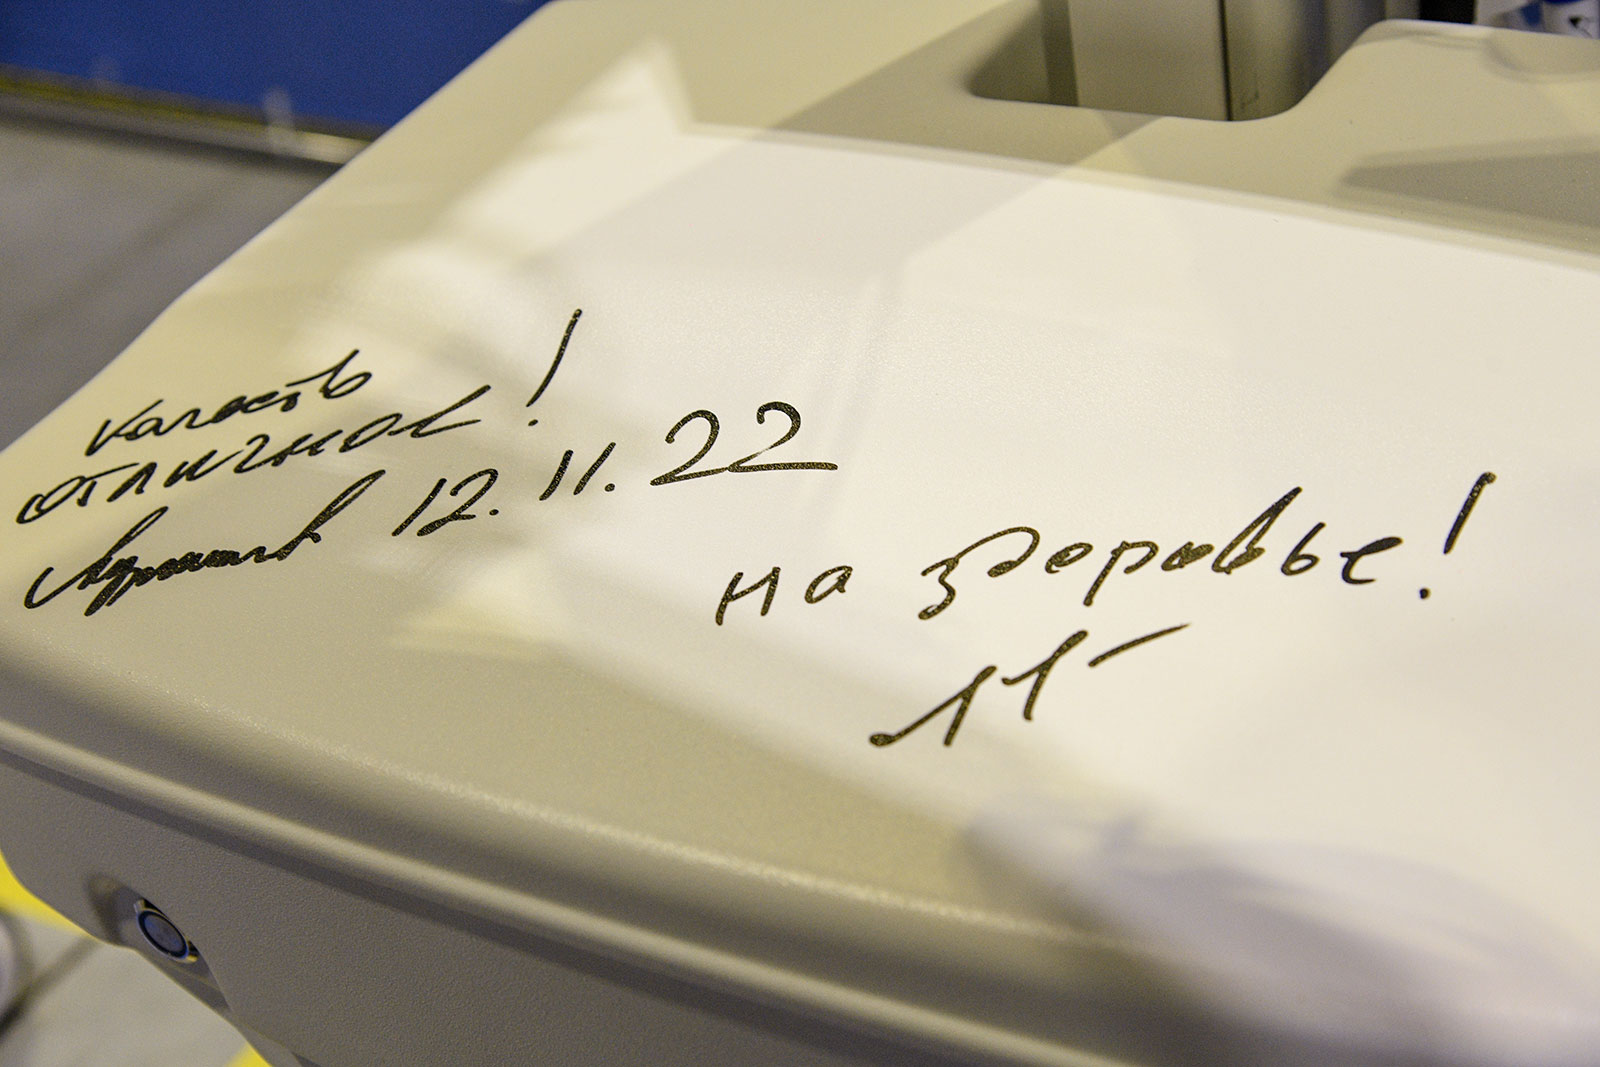 качество
отличное!
12.11.22
на здоровье!